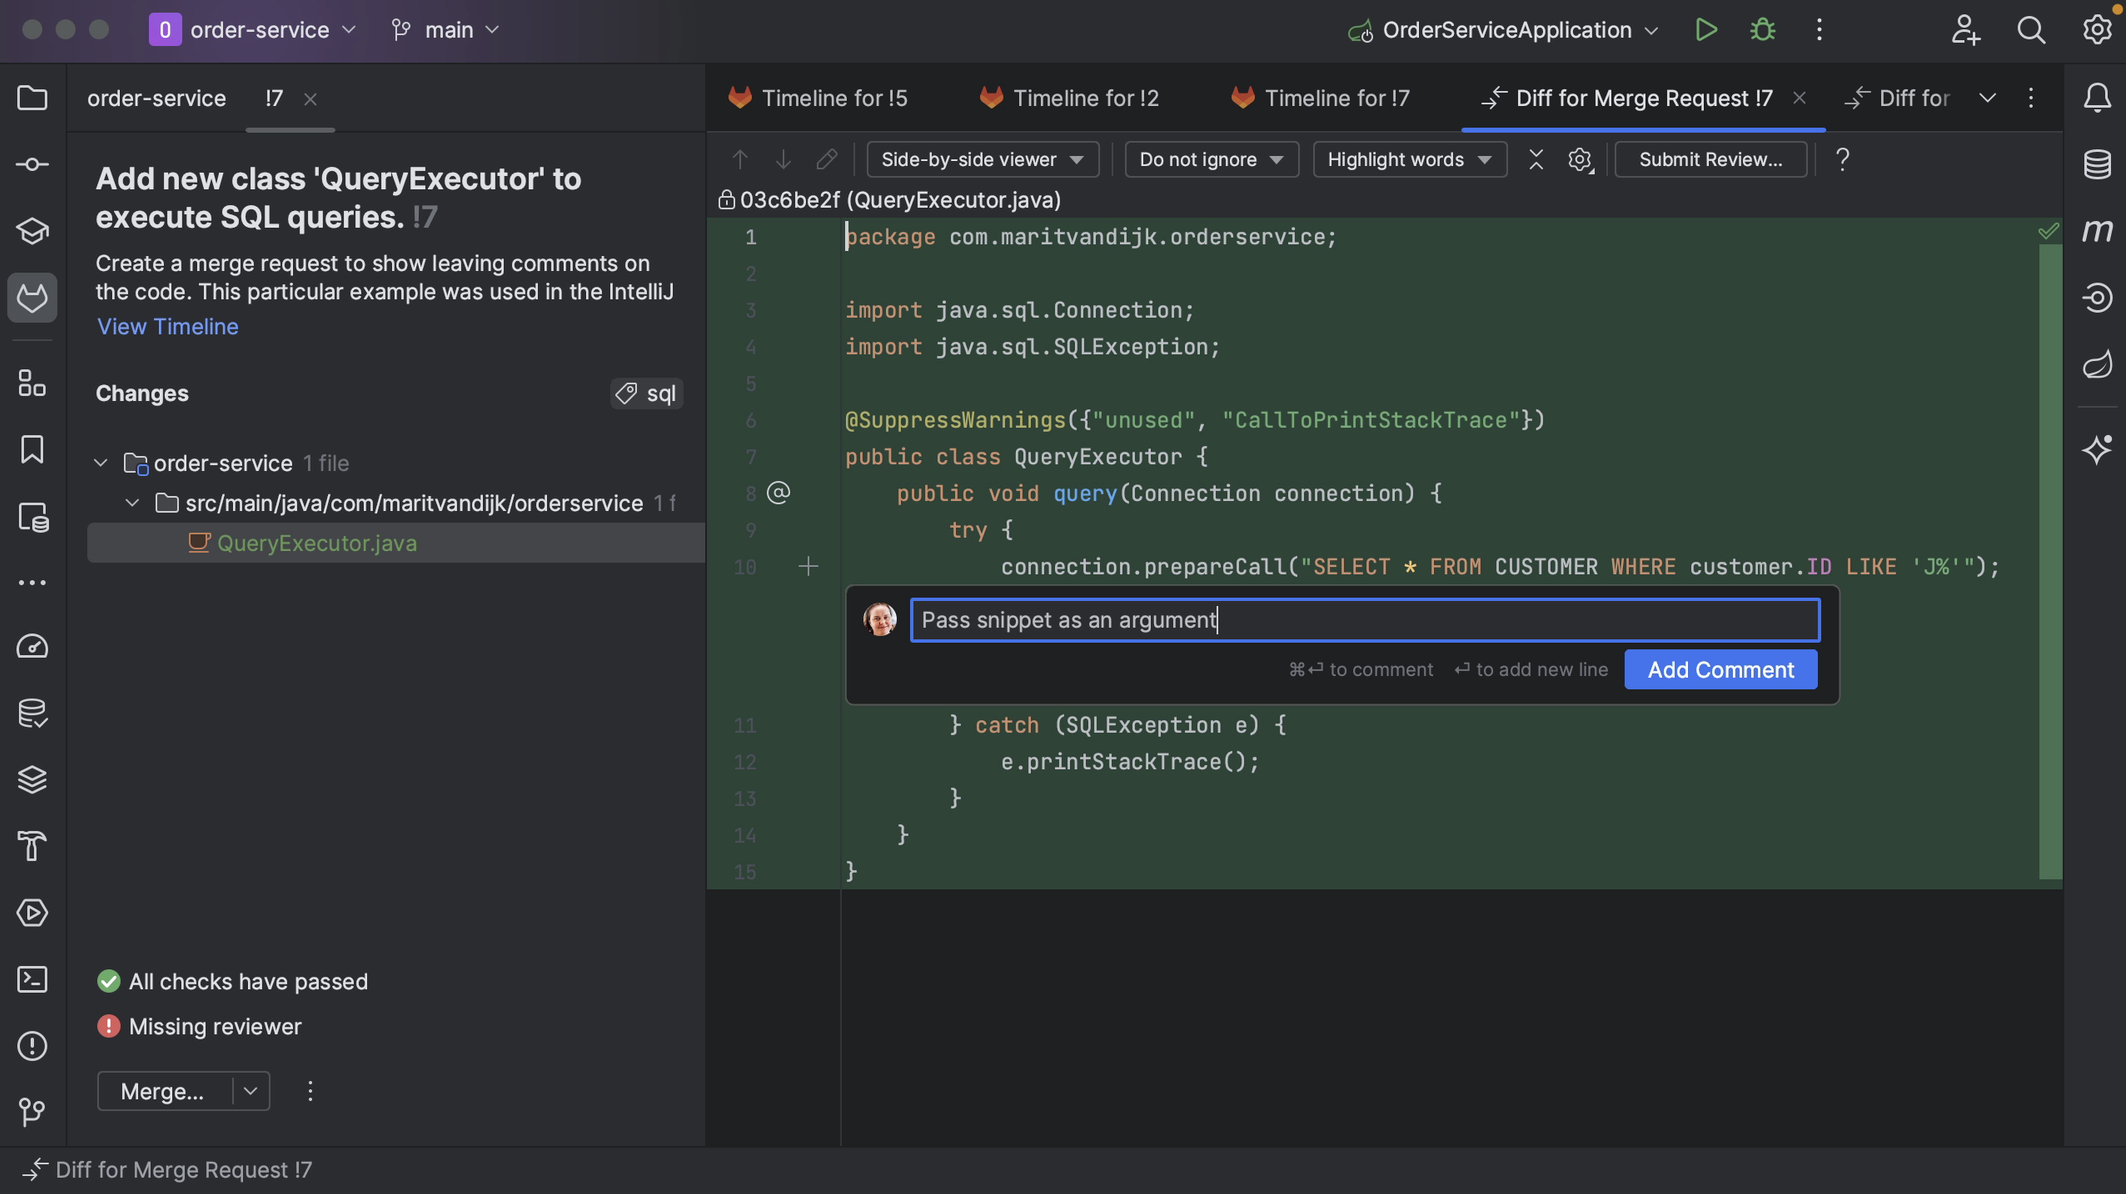 0 order-service main OrderServiceApplication
order-service !7
Timeline for !5 Timeline for !2 Timeline for !7 Diff for Merge Request !7 Diff for
Side-by-side viewer Do not ignore Highlight words Submit Review... ?
03c6be2f (QueryExecutor.java)
Add new class 'QueryExecutor' to
execute SQL queries. !7
Create a merge request to show leaving comments on
the code. This particular example was used in the IntelliJ
View Timeline
Changes sql
order-service 1 file
src/main/java/com/maritvandijk/orderservice 1 f
QueryExecutor.java
All checks have passed
Missing reviewer
Merge...
1 package com.maritvandijk.orderservice;
2
3 import java.sql.Connection;
4 import java.sql.SQLException;
5
6 @SuppressWarnings({"unused", "CallToPrintStackTrace"})
7 public class QueryExecutor {
8 @ public void query(Connection connection) {
9 try {
10 connection.prepareCall("SELECT * FROM CUSTOMER WHERE customer.ID LIKE 'J%'");
Pass snippet as an argument
⌘⏎ to comment ⏎ to add new line Add Comment
11 } catch (SQLException e) {
12 e.printStackTrace();
13 }
14 }
15 }
m
Diff for Merge Request !7